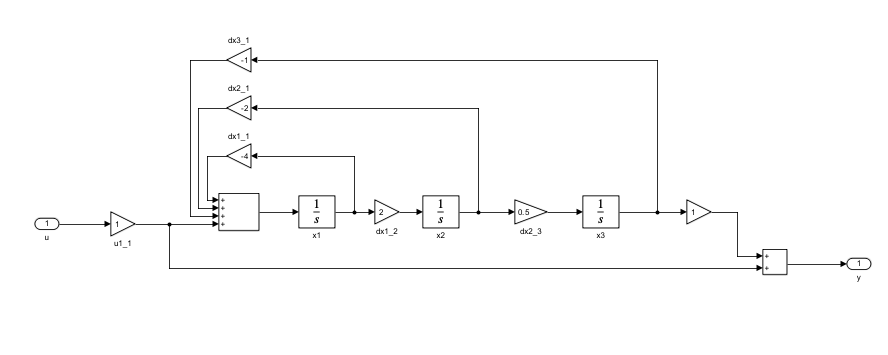 dx3_1
-1
dx2_1
-2
dx1_1
-4
+
+
+
+
1
u
1
u1_1
1
s
x1
2
dx1_2
1
s
x2
0.5
dx2_3
1
s
x3
1
+
+
1
y